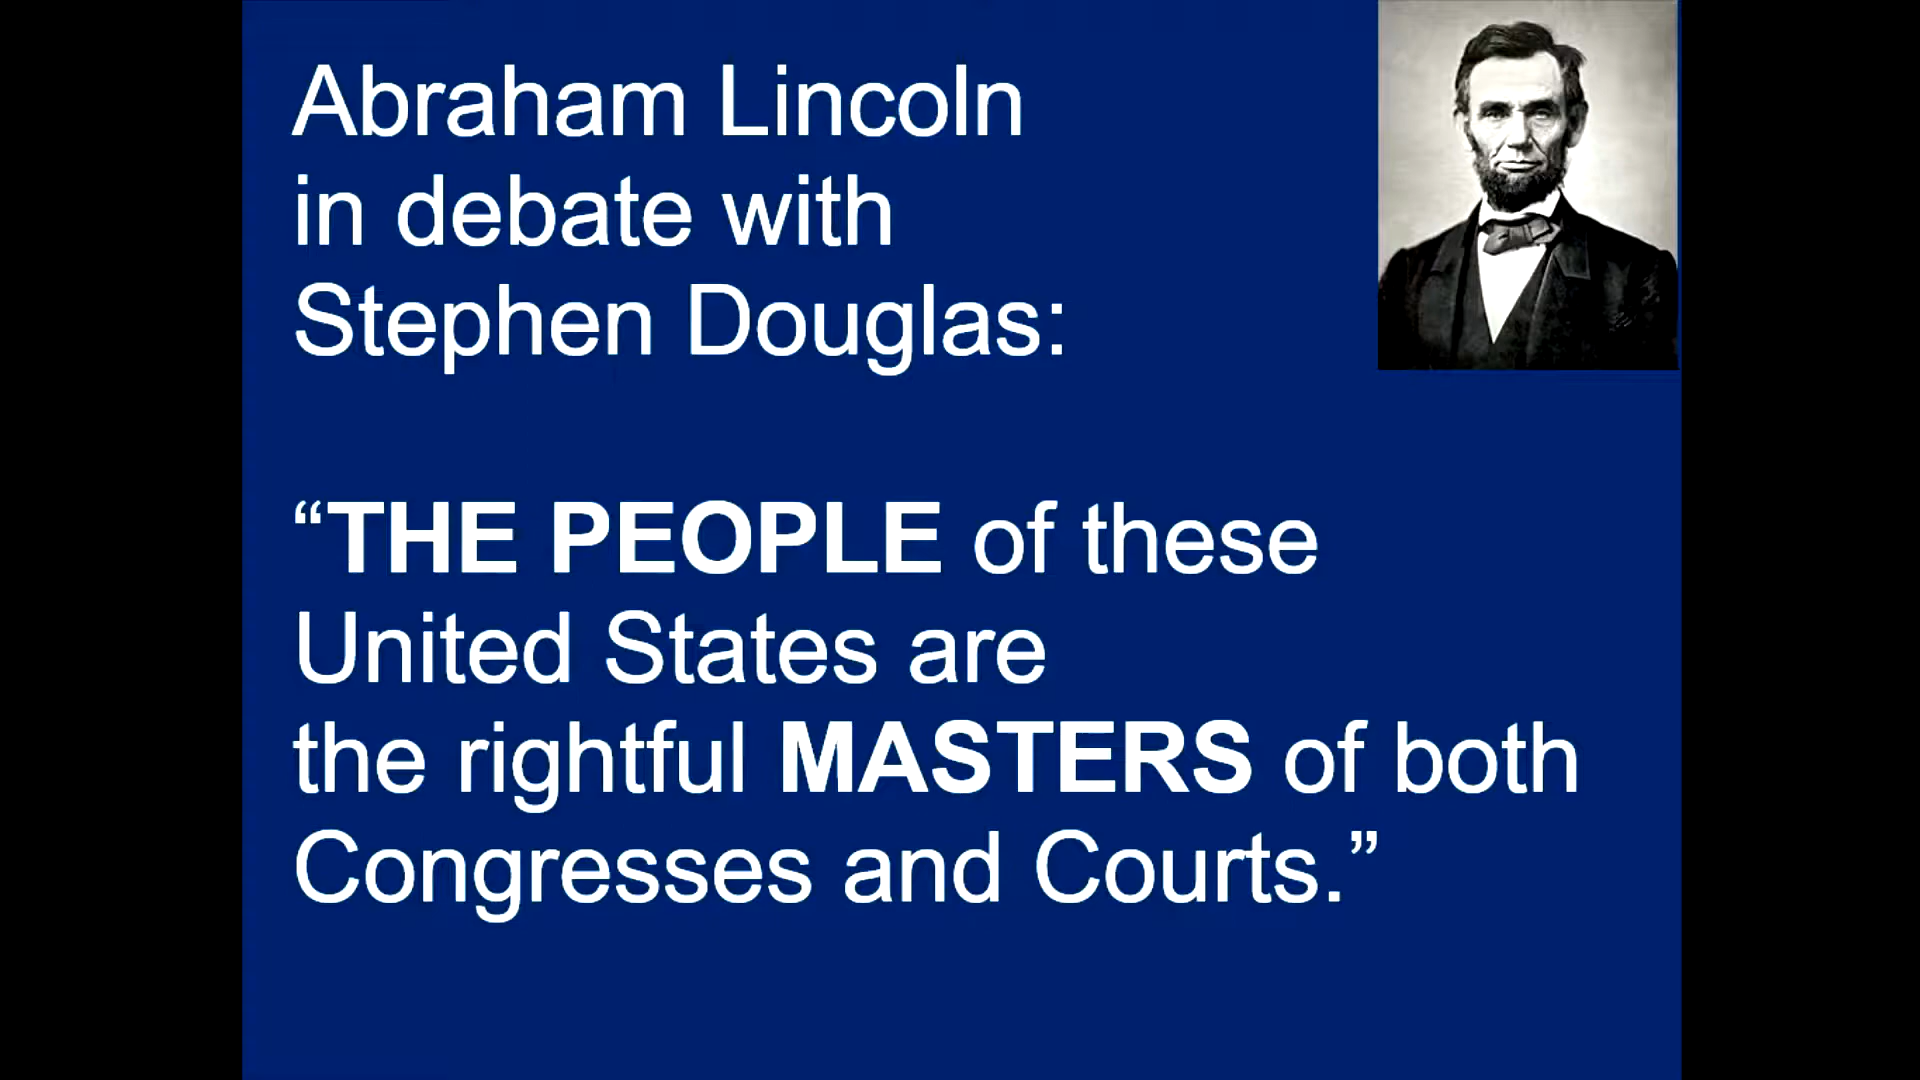 Abraham Lincoln
in debate with
Stephen Douglas:
“THE PEOPLE of these
United States are
the rightful MASTERS of both
Congresses and Courts.”